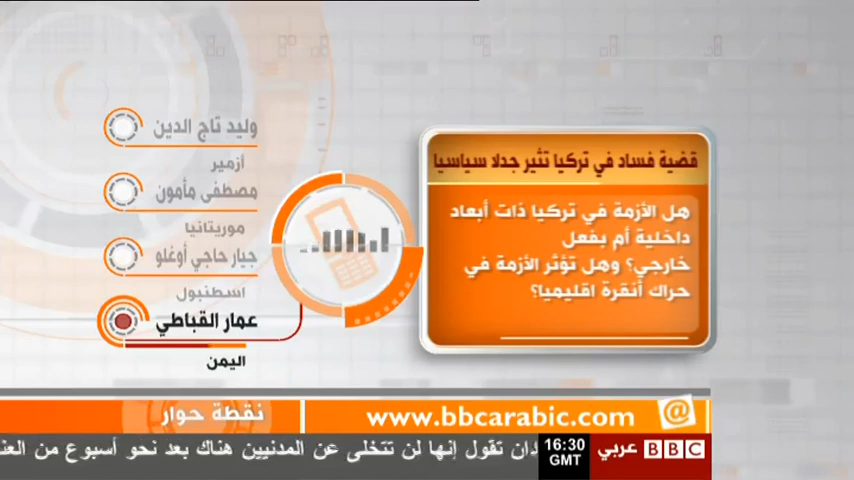 قضية فساد في تركيا تثير جدلا سياسيا
هل الأزمة في تركيا ذات أبعاد
داخلية أم بفعل
خارجي؟ وهل تؤثر الأزمة في
حراك أنقرة اقليميا؟
وليد تاج الدين
أزمير
مصطفى مأمون
موريتانيا
جيار حاجي أوغلو
اسطنبول
عمار القباطي
اليمن
نقطة حوار
www.bbcarabic.com
@
تقول إنها لن تتخلى عن المدنيين هناك بعد نحو أسبوع من
16:30
GMT
BBC عربي